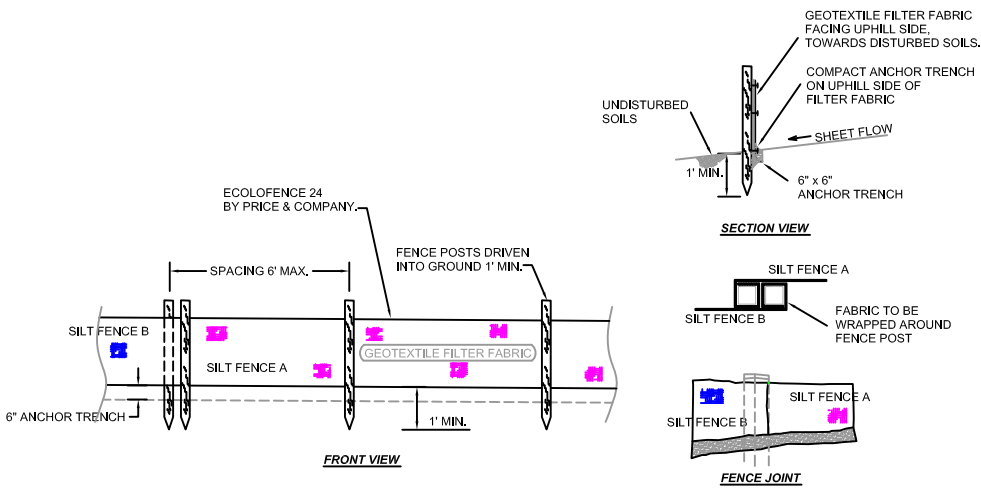 GEOTEXTILE FILTER FABRIC
FACING UPHILL SIDE,
TOWARDS DISTURBED SOILS.
COMPACT ANCHOR TRENCH
ON UPHILL SIDE OF
FILTER FABRIC
UNDISTURBED
SOILS
SHEET FLOW
1' MIN.
6" x 6"
ANCHOR TRENCH
SECTION VIEW
ECOLOFENCE 24
BY PRICE & COMPANY.
FENCE POSTS DRIVEN
INTO GROUND 1' MIN.
SPACING 6' MAX.
SILT FENCE B
SILT FENCE A
GEOTEXTILE FILTER FABRIC
6" ANCHOR TRENCH
1' MIN.
FRONT VIEW
SILT FENCE A
SILT FENCE B
FABRIC TO BE
WRAPPED AROUND
FENCE POST
SILT FENCE A
SILT FENCE B
FENCE JOINT